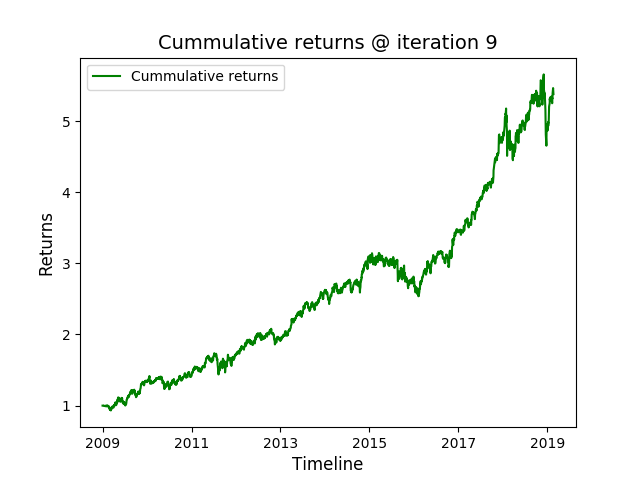 Cummulative returns @ iteration 9
Cummulative returns
Returns
5
4
3
2
1
2009 2011 2013 2015 2017 2019
Timeline